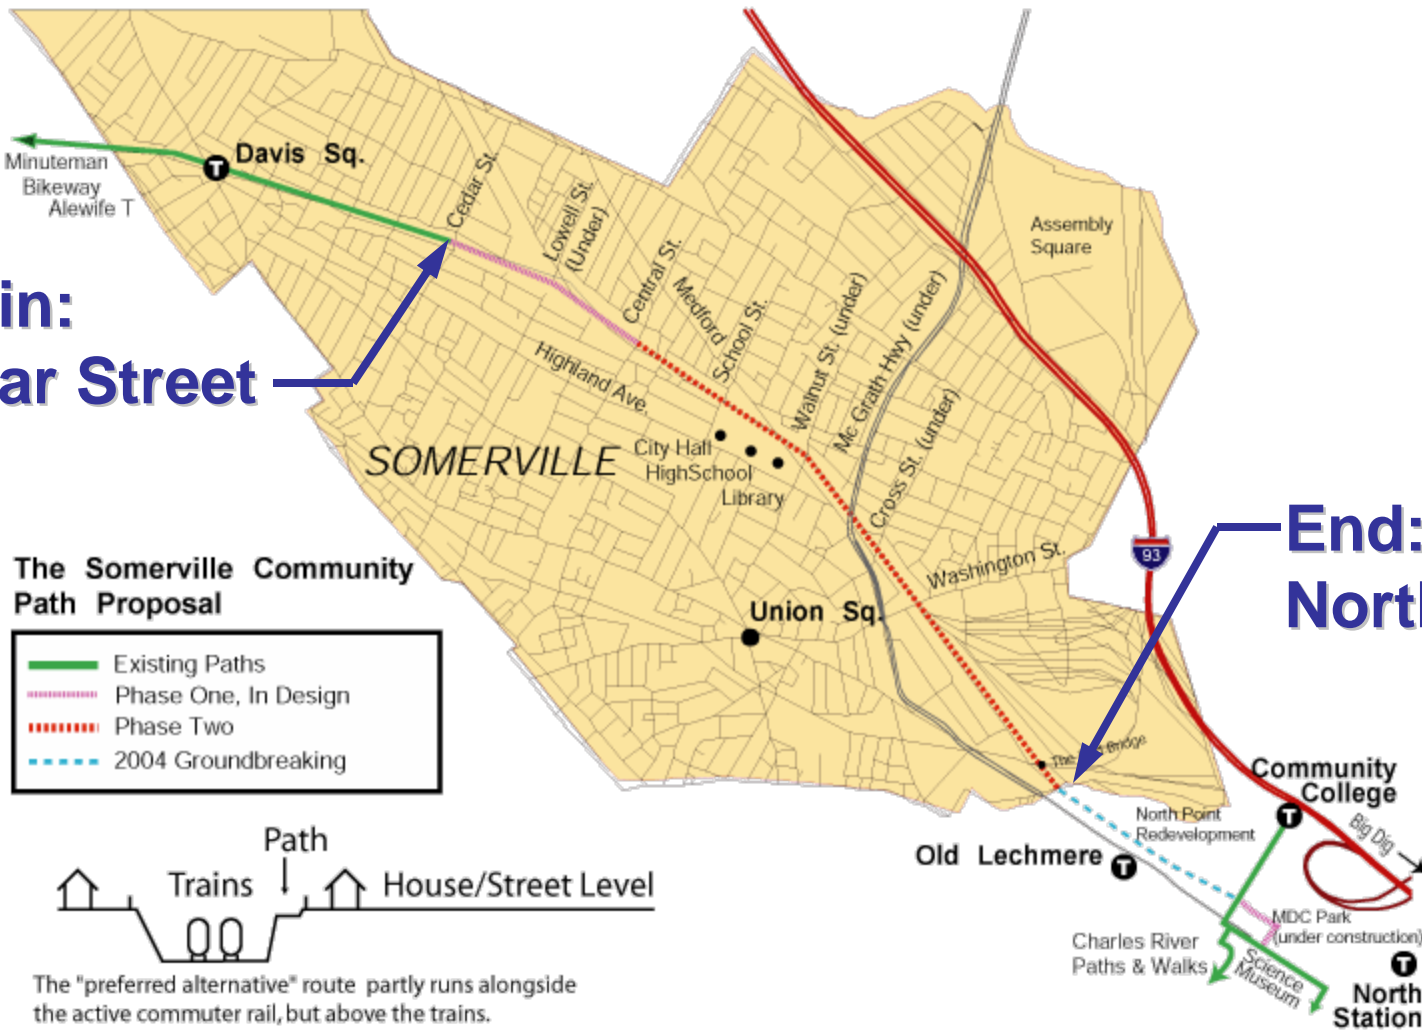 Minuteman
Bikeway
Alewife T
Davis Sq.
Cedar St.
Lowell St.
(Under)
Central St.
Medford
School St.
Walnut St. (under)
Mc Grath Hwy (under)
Cross St. (under)
Assembly
Square
in:
ar Street
Highland Ave.
SOMERVILLE
City Hall
HighSchool
Library
Washington St.
93
End:
North
Union Sq.
The Somerville Community
Path Proposal
Existing Paths
Phase One, In Design
Phase Two
2004 Groundbreaking
The Bridge
Community
College
North Point
Redevelopment
Big Dig
Old Lechmere
T
T
T
T
MDC Park
(under construction)
Charles River
Paths & Walks
Science
Museum
North
Station
Path
Trains
House/Street Level
The "preferred alternative" route partly runs alongside
the active commuter rail, but above the trains.